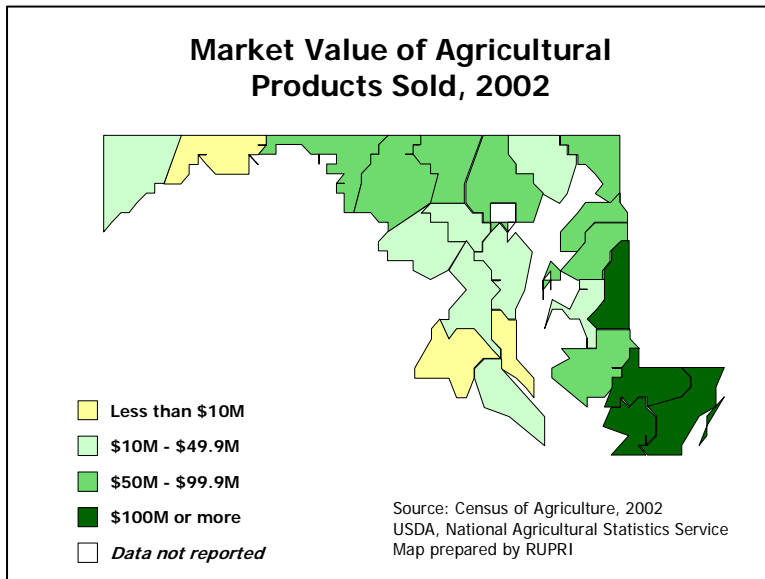 Market Value of Agricultural
Products Sold, 2002
Less than $10M
$10M - $49.9M
$50M - $99.9M
$100M or more
Data not reported
Source: Census of Agriculture, 2002
USDA, National Agricultural Statistics Service
Map prepared by RUPRI